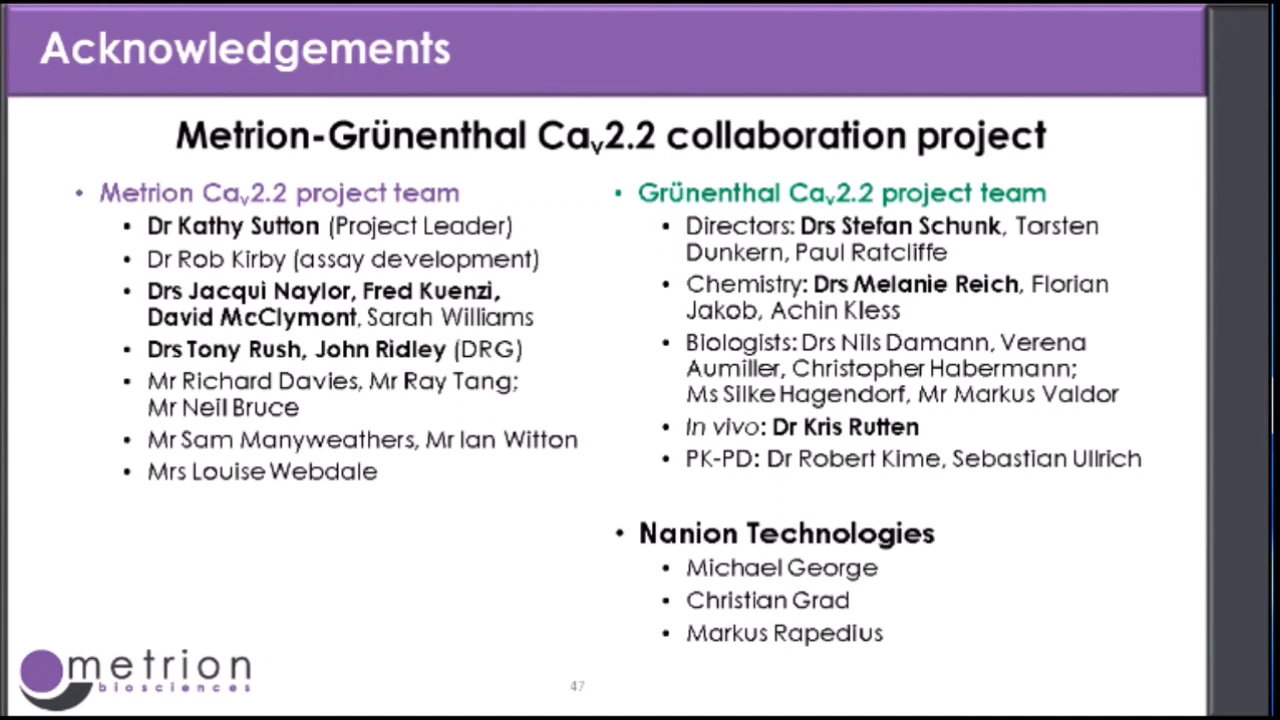 Acknowledgements
Metrion-Grünenthal Cav2.2 collaboration project
• Metrion Cav2.2 project team
• Dr Kathy Sutton (Project Leader)
• Dr Rob Kirby (assay development)
• Drs Jacqui Naylor, Fred Kuenzi,
David McClymont, Sarah Williams
• Drs Tony Rush, John Ridley (DRG)
• Mr Richard Davies, Mr Ray Tang;
Mr Neil Bruce
• Mr Sam Manyweathers, Mr Ian Witton
• Mrs Louise Webdale
• Grünenthal Cav2.2 project team
• Directors: Drs Stefan Schunk, Torsten
Dunkern, Paul Ratcliffe
• Chemistry: Drs Melanie Reich, Florian
Jakob, Achin Kless
• Biologists: Drs Nils Damann, Verena
Aumiller, Christopher Habermann;
Ms Silke Hagendorf, Mr Markus Valdor
• In vivo: Dr Kris Rutten
• PK-PD: Dr Robert Kime, Sebastian Ullrich
• Nanion Technologies
• Michael George
• Christian Grad
• Markus Rapedius
metrion
biosciences
47